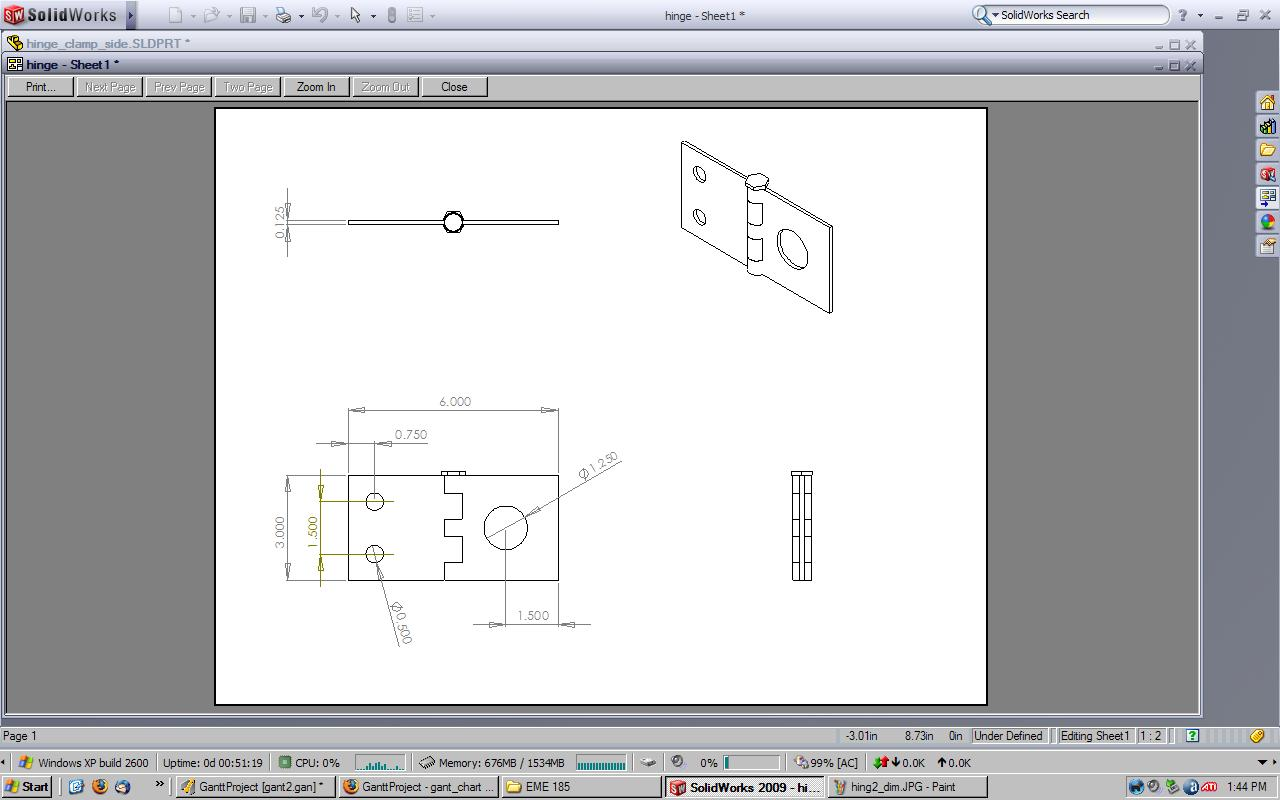 SolidWorks
hinge - Sheet1 *
SolidWorks Search
hinge_clamp_side.SLDPRT *
hinge - Sheet1 *
Print... Next Page Prev Page Two Page Zoom In Zoom Out Close
0.125
6.000
0.750
Ø1.250
3.000
1.500
Ø0.500
1.500
Page 1 -3.01in 8.73in 0in Under Defined Editing Sheet1 1 : 2
Windows XP build 2600 Uptime: 0d 00:51:19 CPU: 0% Memory: 676MB / 1534MB 0% 99% [AC] 0.0K 0.0K
Start GanttProject [gant2.gan] * GanttProject - gant_chart ... EME 185 SolidWorks 2009 - hi... hing2_dim.JPG - Paint 1:44 PM